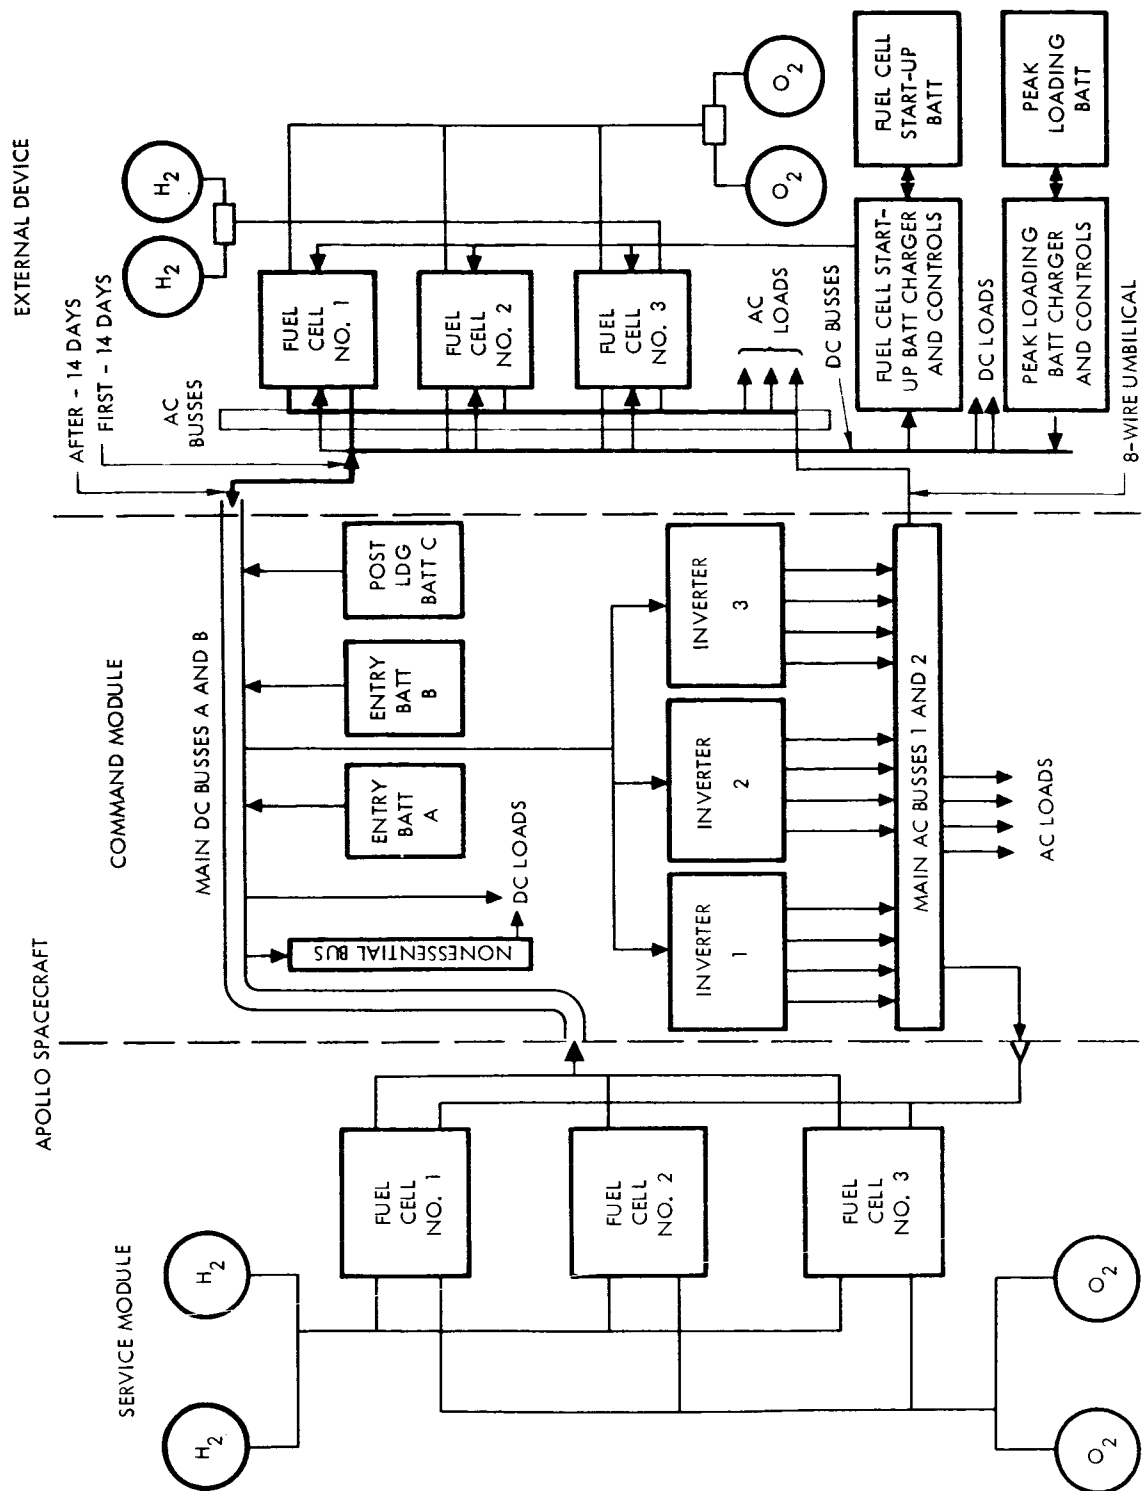 APOLLO SPACECRAFT
SERVICE MODULE
H2
H2
FUEL
CELL
NO. 1
FUEL
CELL
NO. 2
FUEL
CELL
NO. 3
O2
O2
COMMAND MODULE
MAIN DC BUSSES A AND B
NONESSENTIAL BUS
DC LOADS
ENTRY
BATT
A
ENTRY
BATT
B
POST
LDG
BATT C
INVERTER
1
INVERTER
2
INVERTER
3
MAIN AC BUSSES 1 AND 2
AC LOADS
EXTERNAL DEVICE
AFTER - 14 DAYS
FIRST - 14 DAYS
AC
BUSSES
H2
H2
FUEL
CELL
NO. 1
FUEL
CELL
NO. 2
FUEL
CELL
NO. 3
O2
O2
AC
LOADS
DC BUSSES
FUEL CELL START-
UP BATT CHARGER
AND CONTROLS
FUEL CELL
START-UP
BATT
DC LOADS
PEAK LOADING
BATT CHARGER
AND CONTROLS
PEAK
LOADING
BATT
8-WIRE UMBILICAL